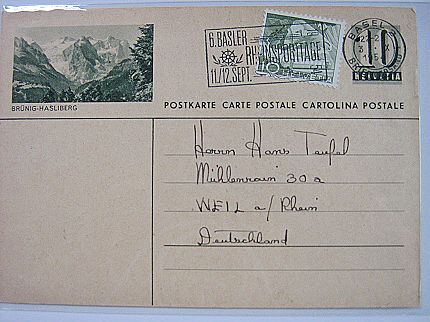 6. BASLER
RHEINSPORTTAGE
11./12. SEPT.
BASEL 2
10
HELVETIA
BRÜNIG-HASLIBERG
POSTKARTE CARTE POSTALE CARTOLINA POSTALE
Herrn Hans Teufel
Mühlenrain 30 a
WEIL a/Rhein
Deutschland